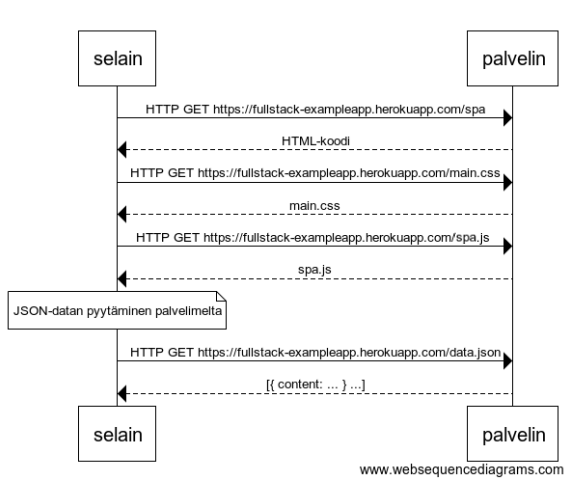 selain palvelin
HTTP GET https://fullstack-exampleapp.herokuapp.com/spa
HTML-koodi
HTTP GET https://fullstack-exampleapp.herokuapp.com/main.css
main.css
HTTP GET https://fullstack-exampleapp.herokuapp.com/spa.js
spa.js
JSON-datan pyytäminen palvelimelta
HTTP GET https://fullstack-exampleapp.herokuapp.com/data.json
[{ content: ... } ...]
selain palvelin
www.websequencediagrams.com